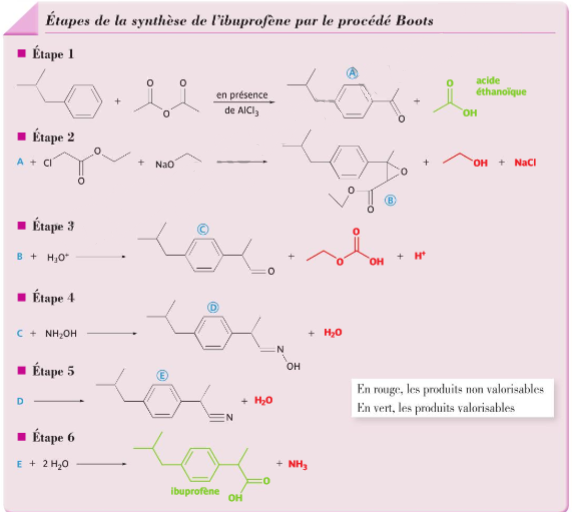 Étapes de la synthèse de l'ibuprofène par le procédé Boots
Étape 1
+ O O O en présence de AlCl3 A O + O OH acide éthanoïque
Étape 2
A + Cl O O + NaO O O O B + OH + NaCl
Étape 3
B + H3O+ C O + O O OH + H+
Étape 4
C + NH2OH D N OH + H2O
Étape 5
D E N + H2O
En rouge, les produits non valorisables
En vert, les produits valorisables
Étape 6
E + 2 H2O ibuprofène O OH + NH3